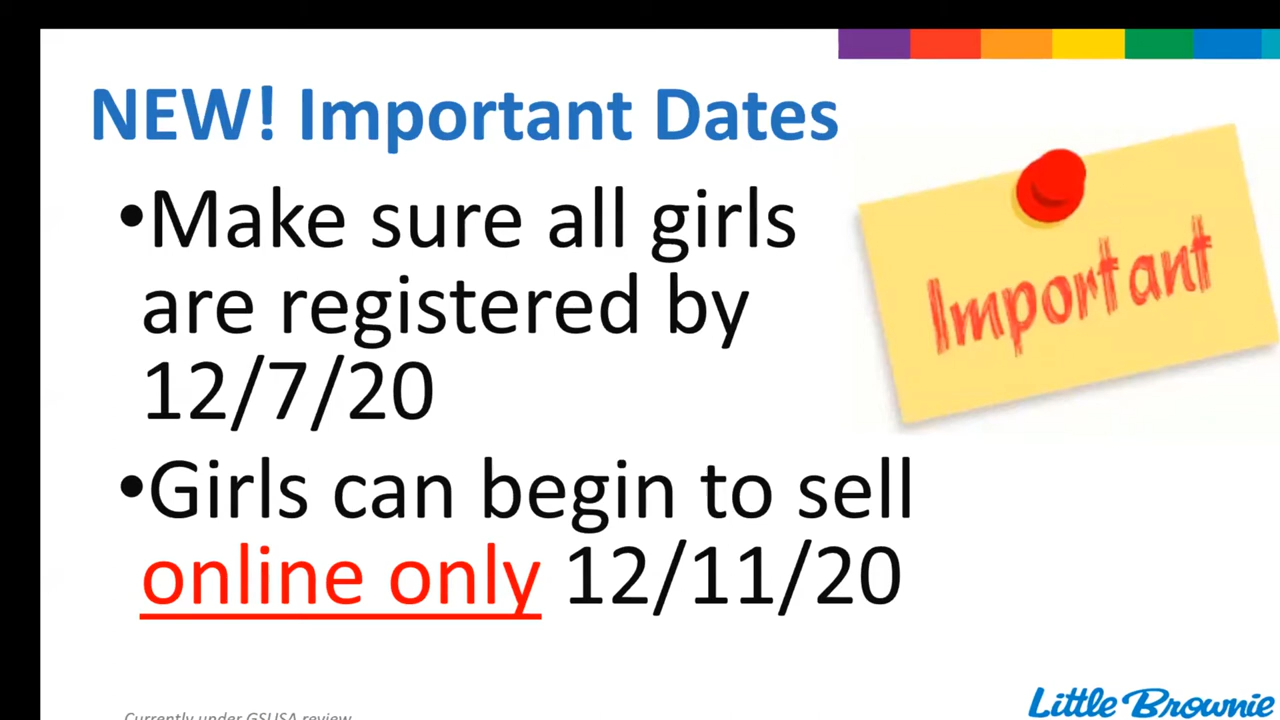 NEW! Important Dates
•Make sure all girls
are registered by
12/7/20
•Girls can begin to sell
online only 12/11/20
Important
Currently under GSUSA review
Little Brownie